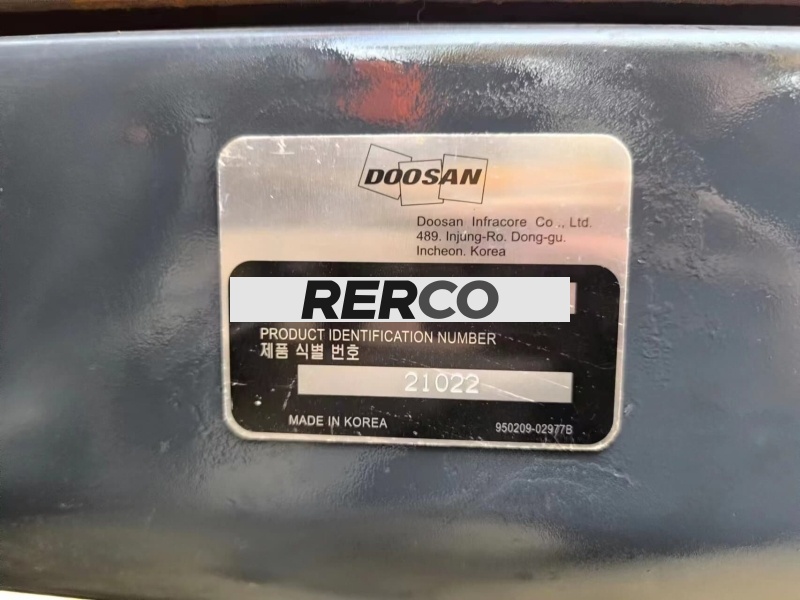 DOOSAN
Doosan Infracore Co ., Ltd.
489. Injung-Ro. Dong-gu.
Incheon. Korea
RERCO
PRODUCT IDENTIFICATION NUMBER
제품 식별 번호
21022
MADE IN KOREA
950209-02977B